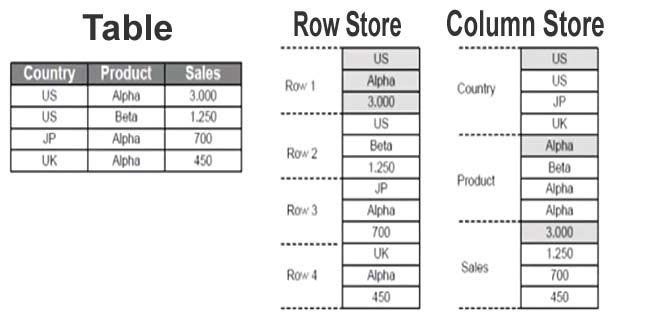 Table
Country Product Sales
US Alpha 3.000
US Beta 1.250
JP Alpha 700
UK Alpha 450
Row Store
Row 1
US
Alpha
3.000
Row 2
US
Beta
1.250
Row 3
JP
Alpha
700
Row 4
UK
Alpha
450
Column Store
Country
US
US
JP
UK
Product
Alpha
Beta
Alpha
Alpha
Sales
3.000
1.250
700
450